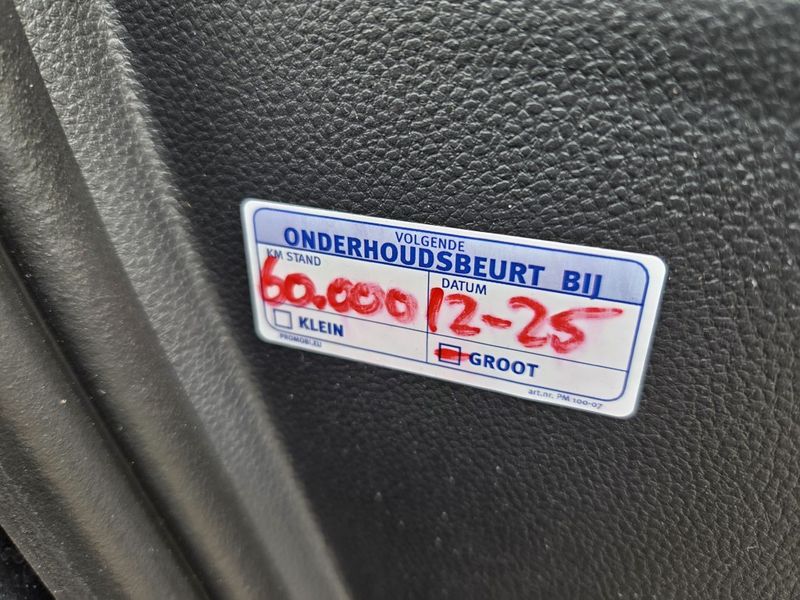 VOLGENDE
ONDERHOUDSBEURT BIJ
KM STAND
DATUM
60.000
12-25
KLEIN
GROOT
PROMOBI.EU
art.nr. PM 100-07